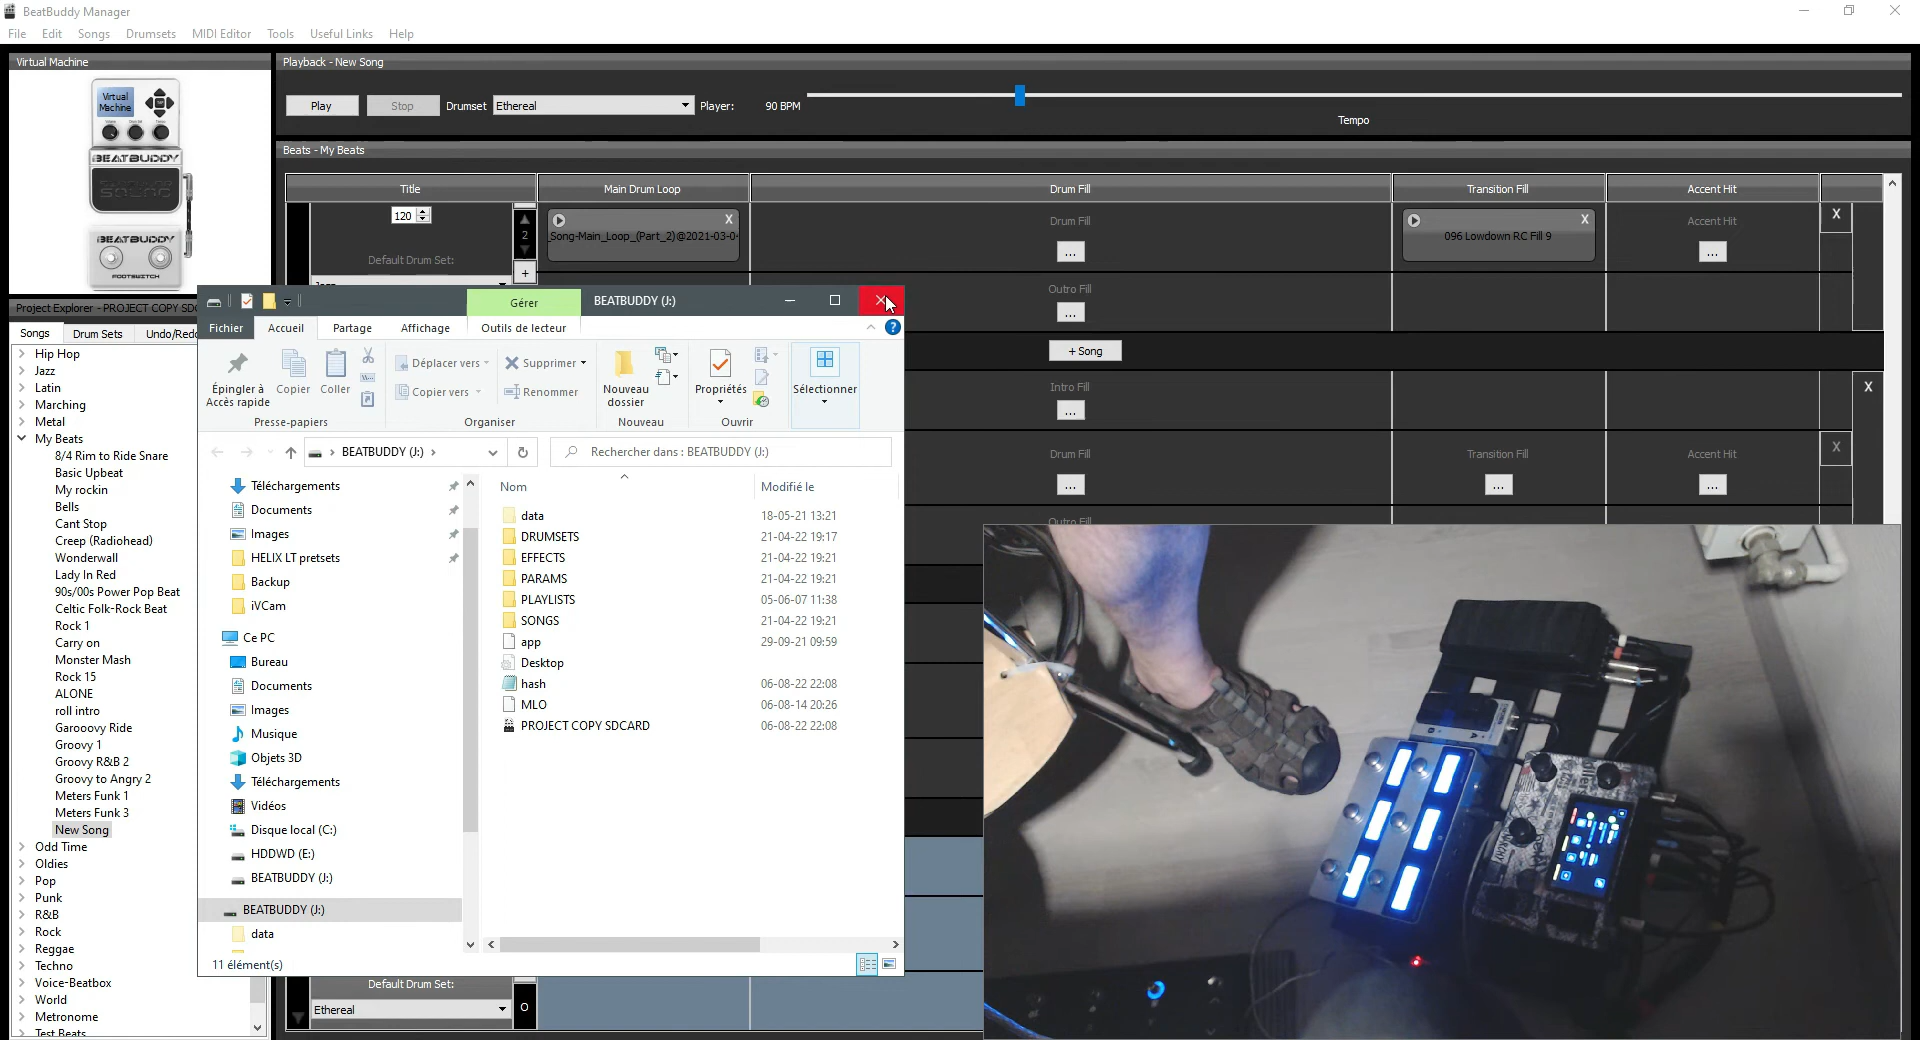 BeatBuddy Manager
File Edit Songs Drumsets MIDI Editor Tools Useful Links Help
Virtual Machine
Virtual
Machine
BEATBUDDY
BEATBUDDY
FOOTSWITCH
Playback - New Song
Play Stop Drumset Ethereal Player: 90 BPM
Tempo
Beats - My Beats
Title Main Drum Loop Drum Fill Transition Fill Accent Hit
120
2
Default Drum Set:
+
X
_Song-Main_Loop_(Part_2)@2021-03-0
Drum Fill
...
X
096 Lowdown RC Fill 9
Accent Hit
...
X
Outro Fill
...
+ Song
Intro Fill
...
X
Drum Fill
...
Transition Fill
...
Accent Hit
...
X
Outro Fill
Project Explorer - PROJECT COPY SDC
Songs Drum Sets Undo/Redo
Hip Hop
Jazz
Latin
Marching
Metal
My Beats
8/4 Rim to Ride Snare
Basic Upbeat
My rockin
Bells
Cant Stop
Creep (Radiohead)
Wonderwall
Lady In Red
90s/00s Power Pop Beat
Celtic Folk-Rock Beat
Rock 1
Carry on
Monster Mash
Rock 15
ALONE
roll intro
Garooovy Ride
Groovy 1
Groovy R&B 2
Groovy to Angry 2
Meters Funk 1
Meters Funk 3
New Song
Odd Time
Oldies
Pop
Punk
R&B
Rock
Reggae
Techno
Voice-Beatbox
World
Metronome
Test Beats
Gérer BEATBUDDY (J:)
Fichier Accueil Partage Affichage Outils de lecteur
Épingler à
Accès rapide
Copier
Coller
Presse-papiers
Déplacer vers
Copier vers
Supprimer
Renommer
Organiser
Nouveau
dossier
Nouveau
Propriétés
Ouvrir
Sélectionner
BEATBUDDY (J:)
Rechercher dans : BEATBUDDY (J:)
Téléchargements
Documents
Images
HELIX LT pretsets
Backup
iVCam
Ce PC
Bureau
Documents
Images
Musique
Objets 3D
Téléchargements
Vidéos
Disque local (C:)
HDDWD (E:)
BEATBUDDY (J:)
BEATBUDDY (J:)
data
Nom Modifié le
data 18-05-21 13:21
DRUMSETS 21-04-22 19:17
EFFECTS 21-04-22 19:21
PARAMS 21-04-22 19:21
PLAYLISTS 05-06-07 11:38
SONGS 21-04-22 19:21
app 29-09-21 09:59
Desktop
hash 06-08-22 22:08
MLO 06-08-14 20:26
PROJECT COPY SDCARD 06-08-22 22:08
11 élément(s)
Default Drum Set:
Ethereal
O